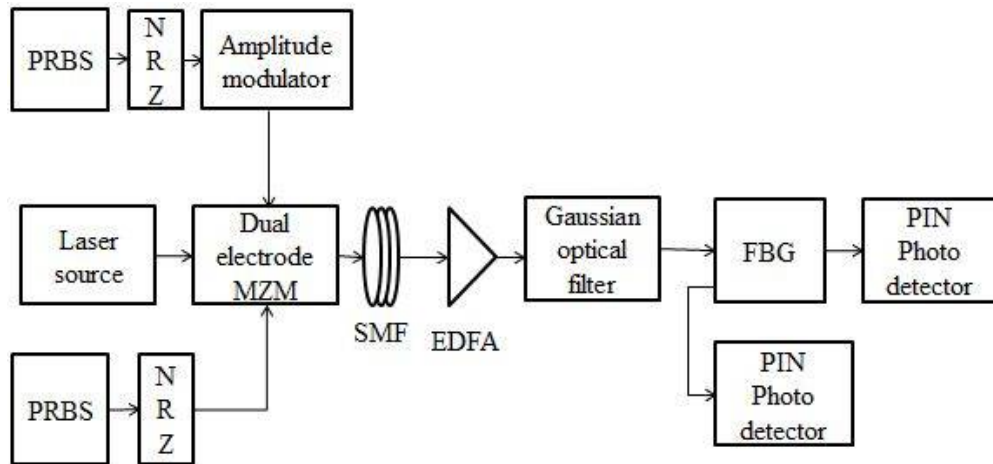 PRBS
N
R
Z
Amplitude
modulator
Laser
source
Dual
electrode
MZM
SMF
EDFA
Gaussian
optical
filter
FBG
PIN
Photo
detector
PRBS
N
R
Z
PIN
Photo
detector